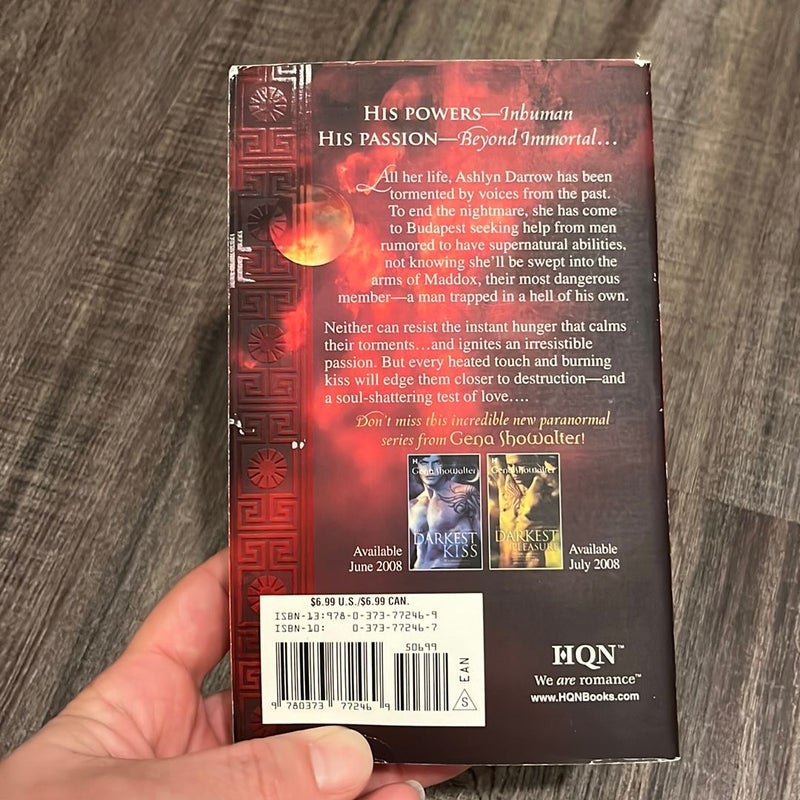 HIS POWERS—Inhuman
HIS PASSION—Beyond Immortal...
All her life, Ashlyn Darrow has been
tormented by voices from the past.
To end the nightmare, she has come
to Budapest seeking help from men
rumored to have supernatural abilities,
not knowing she'll be swept into the
arms of Maddox, their most dangerous
member—a man trapped in a hell of his own.
Neither can resist the instant hunger that calms
their torments...and ignites an irresistible
passion. But every heated touch and burning
kiss will edge them closer to destruction—and
a soul-shattering test of love....
Don't miss this incredible new paranormal
series from Gena Showalter!
H
Gena Showalter
DARKEST
KISS
H
Gena Showalter
DARKEST
PLEASURE
Available
June 2008
Available
July 2008
$6.99 U.S./$6.99 CAN.
ISBN-13:978-0-373-77246-9
ISBN-10: 0-373-77246-7
50699
EAN
S
9 780373 772469
HQN™
We are romance™
www.HQNBooks.com